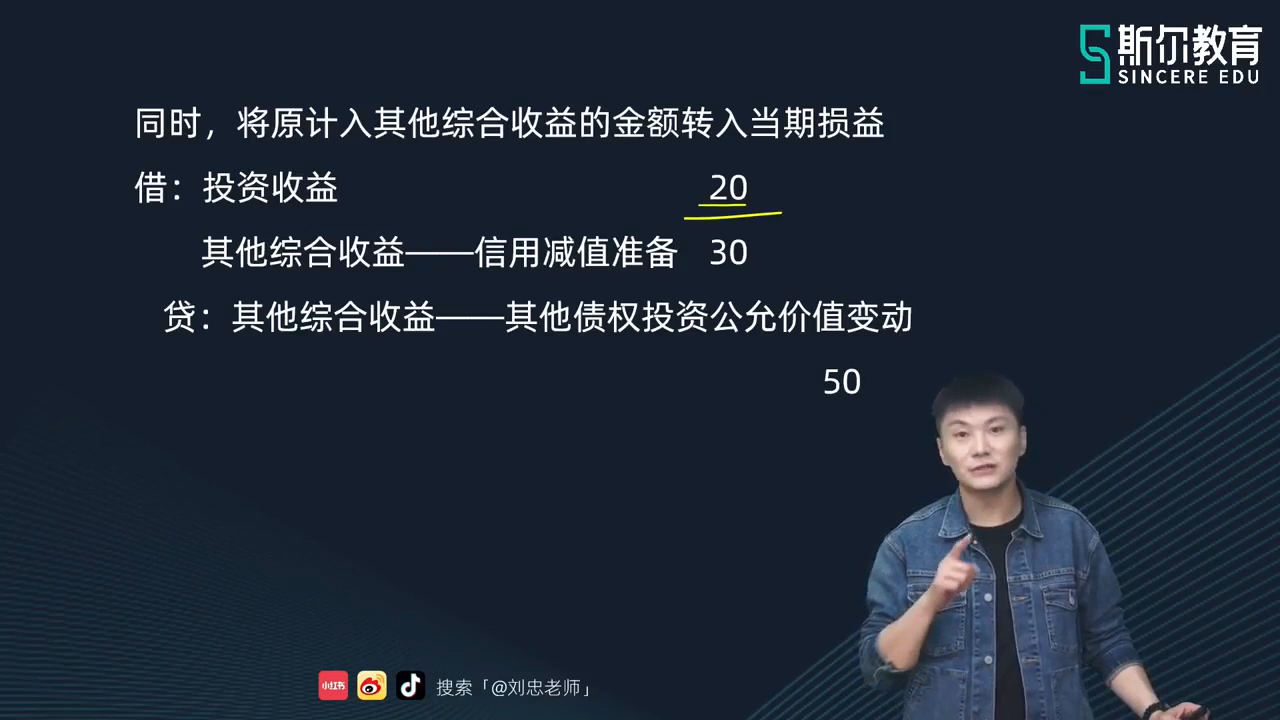 斯尔教育
SINCERE EDU
同时，将原计入其他综合收益的金额转入当期损益
借：投资收益 20
其他综合收益——信用减值准备 30
贷：其他综合收益——其他债权投资公允价值变动
50
小红书 搜索「@刘忠老师」